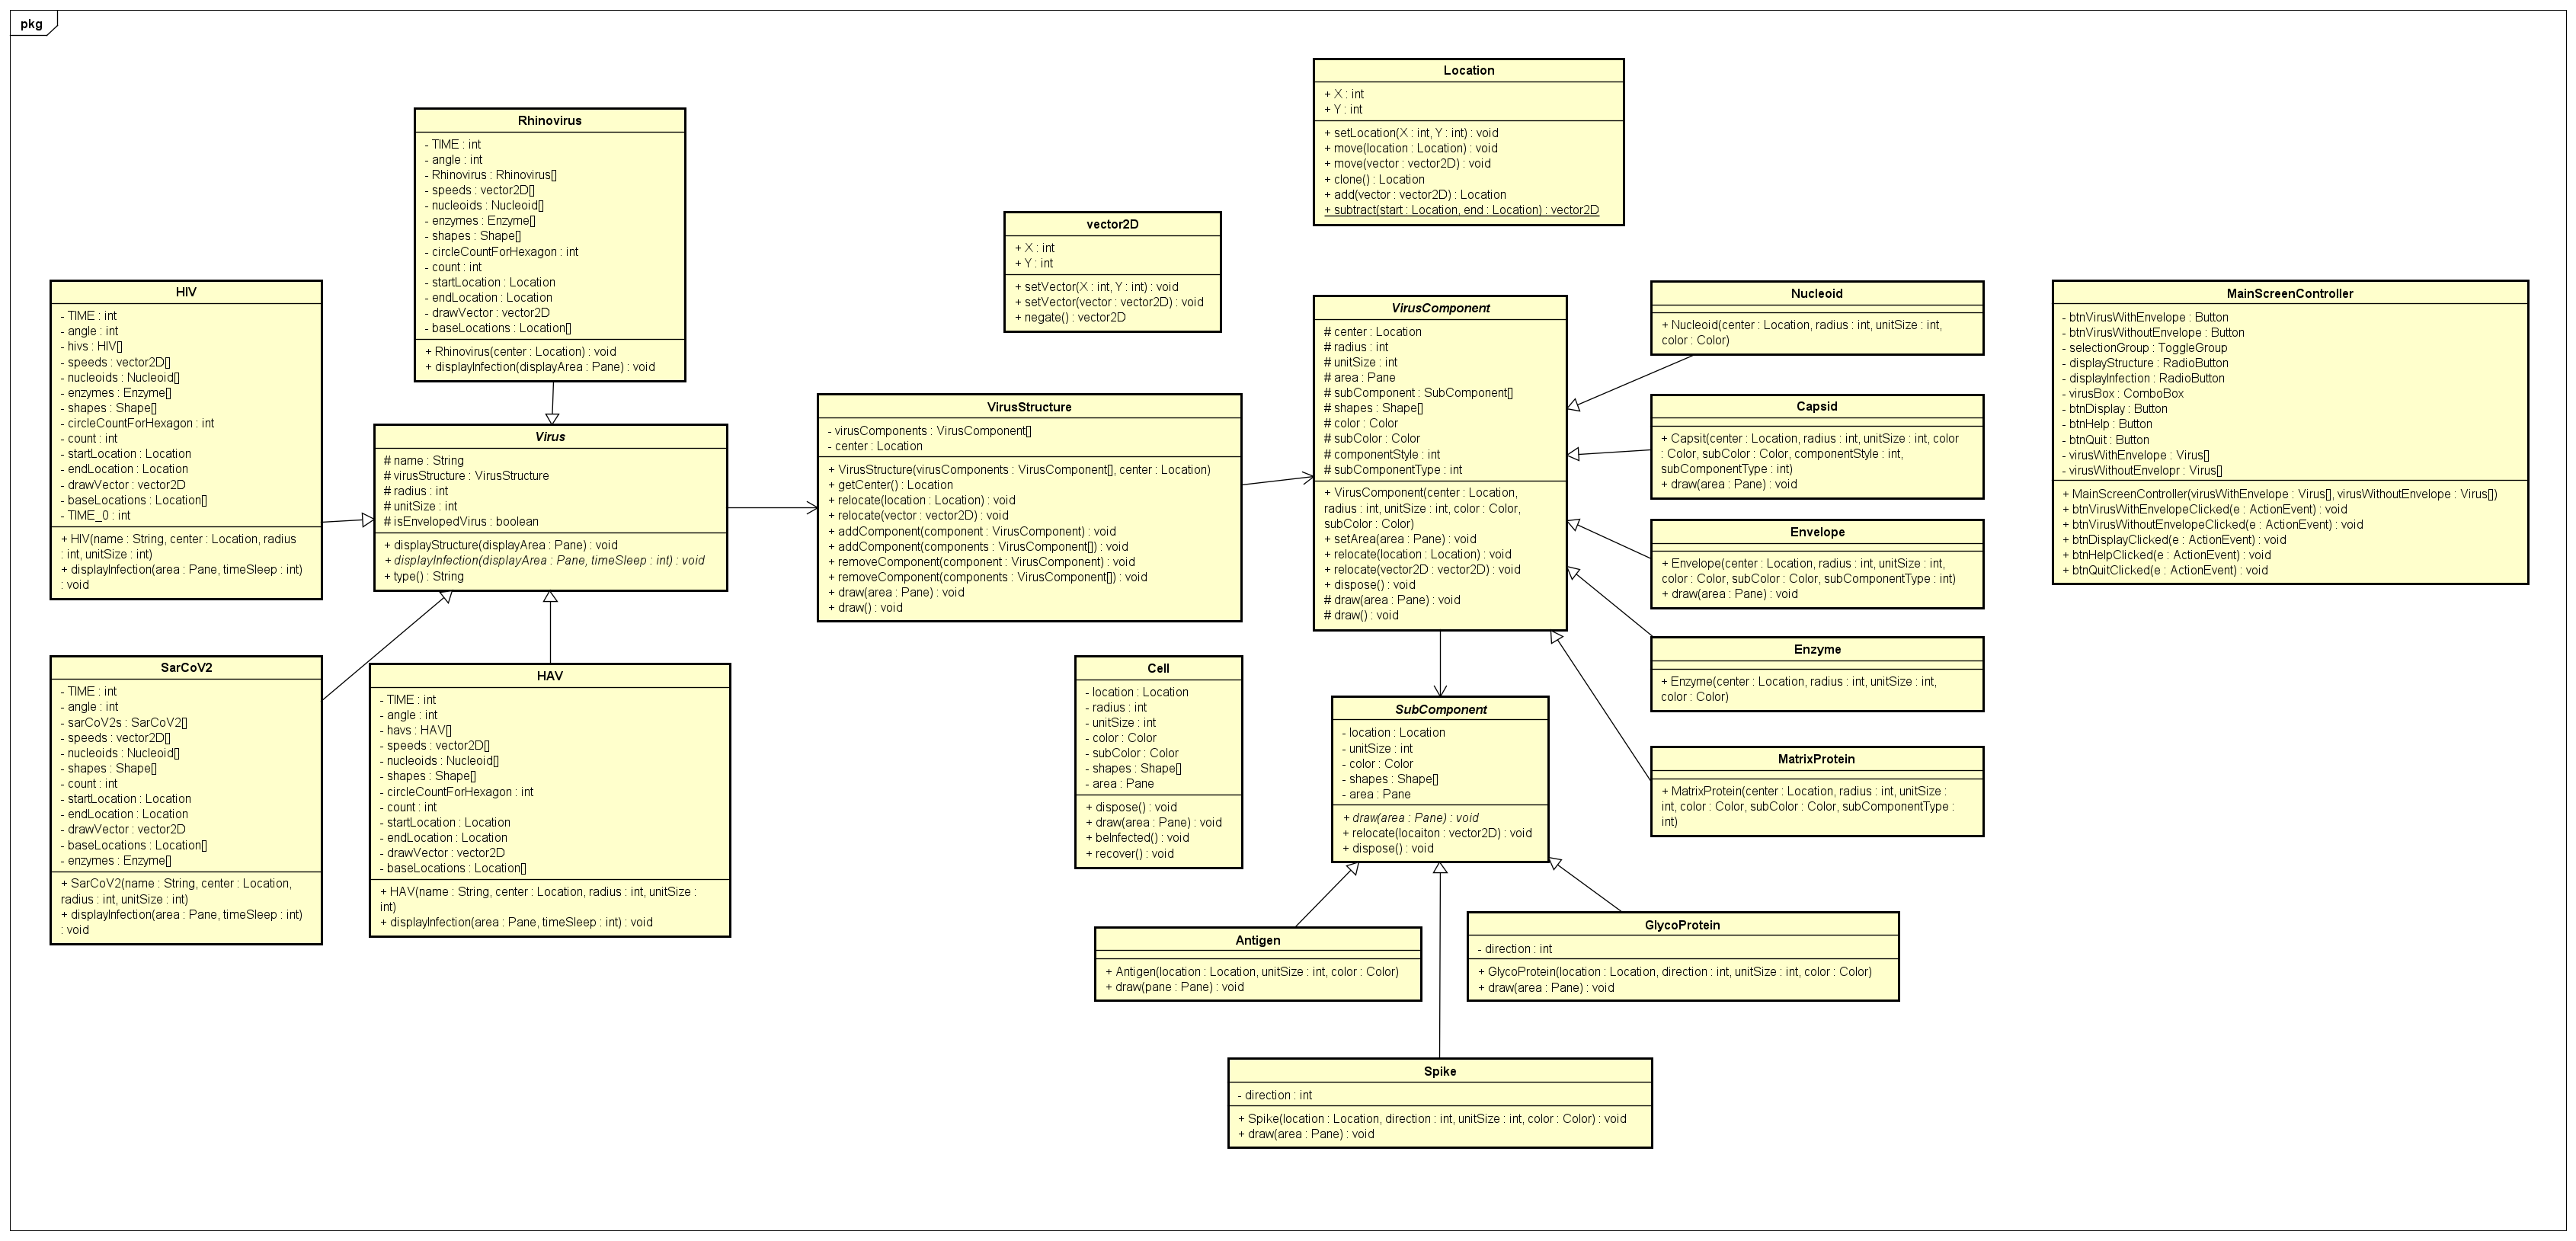 pkg
Location
+ X : int
+ Y : int
+ setLocation(X : int, Y : int) : void
+ move(location : Location) : void
+ move(vector : vector2D) : void
+ clone() : Location
+ add(vector : vector2D) : Location
+ subtract(start : Location, end : Location) : vector2D
Rhinovirus
- TIME : int
- angle : int
- Rhinovirus : Rhinovirus[]
- speeds : vector2D[]
- nucleoids : Nucleoid[]
- enzymes : Enzyme[]
- shapes : Shape[]
- circleCountForHexagon : int
- count : int
- startLocation : Location
- endLocation : Location
- drawVector : vector2D
- baseLocations : Location[]
+ Rhinovirus(center : Location) : void
+ displayInfection(displayArea : Pane) : void
vector2D
+ X : int
+ Y : int
+ setVector(X : int, Y : int) : void
+ setVector(vector : vector2D) : void
+ negate() : vector2D
HIV
- TIME : int
- angle : int
- hivs : HIV[]
- speeds : vector2D[]
- nucleoids : Nucleoid[]
- enzymes : Enzyme[]
- shapes : Shape[]
- circleCountForHexagon : int
- count : int
- startLocation : Location
- endLocation : Location
- drawVector : vector2D
- baseLocations : Location[]
- TIME_0 : int
+ HIV(name : String, center : Location, radius
: int, unitSize : int)
+ displayInfection(area : Pane, timeSleep : int)
: void
Virus
# name : String
# virusStructure : VirusStructure
# radius : int
# unitSize : int
# isEnvelopedVirus : boolean
+ displayStructure(displayArea : Pane) : void
+ displayInfection(displayArea : Pane, timeSleep : int) : void
+ type() : String
VirusStructure
- virusComponents : VirusComponent[]
- center : Location
+ VirusStructure(virusComponents : VirusComponent[], center : Location)
+ getCenter() : Location
+ relocate(location : Location) : void
+ relocate(vector : vector2D) : void
+ addComponent(component : VirusComponent) : void
+ addComponent(components : VirusComponent[]) : void
+ removeComponent(component : VirusComponent) : void
+ removeComponent(components : VirusComponent[]) : void
+ draw(area : Pane) : void
+ draw() : void
VirusComponent
# center : Location
# radius : int
# unitSize : int
# area : Pane
# subComponent : SubComponent[]
# shapes : Shape[]
# color : Color
# subColor : Color
# componentStyle : int
# subComponentType : int
+ VirusComponent(center : Location,
radius : int, unitSize : int, color : Color,
subColor : Color)
+ setArea(area : Pane) : void
+ relocate(location : Location) : void
+ relocate(vector2D : vector2D) : void
+ dispose() : void
# draw(area : Pane) : void
# draw() : void
Nucleoid
+ Nucleoid(center : Location, radius : int, unitSize : int,
color : Color)
Capsid
+ Capsit(center : Location, radius : int, unitSize : int, color
: Color, subColor : Color, componentStyle : int,
subComponentType : int)
+ draw(area : Pane) : void
Envelope
+ Envelope(center : Location, radius : int, unitSize : int,
color : Color, subColor : Color, subComponentType : int)
+ draw(area : Pane) : void
Enzyme
+ Enzyme(center : Location, radius : int, unitSize : int,
color : Color)
MatrixProtein
+ MatrixProtein(center : Location, radius : int, unitSize :
int, color : Color, subColor : Color, subComponentType :
int)
MainScreenController
- btnVirusWithEnvelope : Button
- btnVirusWithoutEnvelope : Button
- selectionGroup : ToggleGroup
- displayStructure : RadioButton
- displayInfection : RadioButton
- virusBox : ComboBox
- btnDisplay : Button
- btnHelp : Button
- btnQuit : Button
- virusWithEnvelope : Virus[]
- virusWithoutEnvelopr : Virus[]
+ MainScreenController(virusWithEnvelope : Virus[], virusWithoutEnvelope : Virus[])
+ btnVirusWithEnvelopeClicked(e : ActionEvent) : void
+ btnVirusWithoutEnvelopeClicked(e : ActionEvent) : void
+ btnDisplayClicked(e : ActionEvent) : void
+ btnHelpClicked(e : ActionEvent) : void
+ btnQuitClicked(e : ActionEvent) : void
SarCoV2
- TIME : int
- angle : int
- sarCoV2s : SarCoV2[]
- speeds : vector2D[]
- nucleoids : Nucleoid[]
- shapes : Shape[]
- count : int
- startLocation : Location
- endLocation : Location
- drawVector : vector2D
- baseLocations : Location[]
- enzymes : Enzyme[]
+ SarCoV2(name : String, center : Location,
radius : int, unitSize : int)
+ displayInfection(area : Pane, timeSleep : int)
: void
HAV
- TIME : int
- angle : int
- havs : HAV[]
- speeds : vector2D[]
- nucleoids : Nucleoid[]
- shapes : Shape[]
- circleCountForHexagon : int
- count : int
- startLocation : Location
- endLocation : Location
- drawVector : vector2D
- baseLocations : Location[]
+ HAV(name : String, center : Location, radius : int, unitSize :
int)
+ displayInfection(area : Pane, timeSleep : int) : void
Cell
- location : Location
- radius : int
- unitSize : int
- color : Color
- subColor : Color
- shapes : Shape[]
- area : Pane
+ dispose() : void
+ draw(area : Pane) : void
+ beInfected() : void
+ recover() : void
SubComponent
- location : Location
- unitSize : int
- color : Color
- shapes : Shape[]
- area : Pane
+ draw(area : Pane) : void
+ relocate(locaiton : vector2D) : void
+ dispose() : void
Antigen
+ Antigen(location : Location, unitSize : int, color : Color)
+ draw(pane : Pane) : void
GlycoProtein
- direction : int
+ GlycoProtein(location : Location, direction : int, unitSize : int, color : Color)
+ draw(area : Pane) : void
Spike
- direction : int
+ Spike(location : Location, direction : int, unitSize : int, color : Color) : void
+ draw(area : Pane) : void